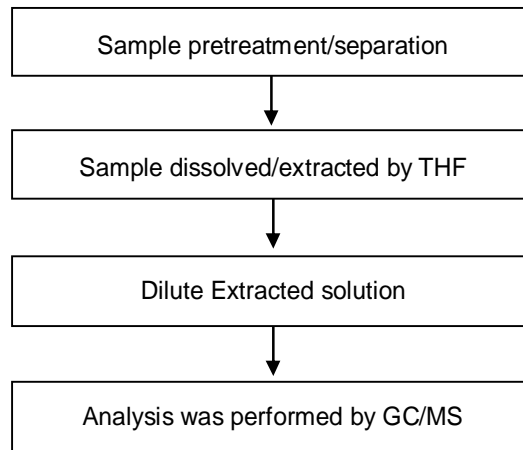 Sample pretreatment/separation
Sample dissolved/extracted by THF
Dilute Extracted solution
Analysis was performed by GC/MS